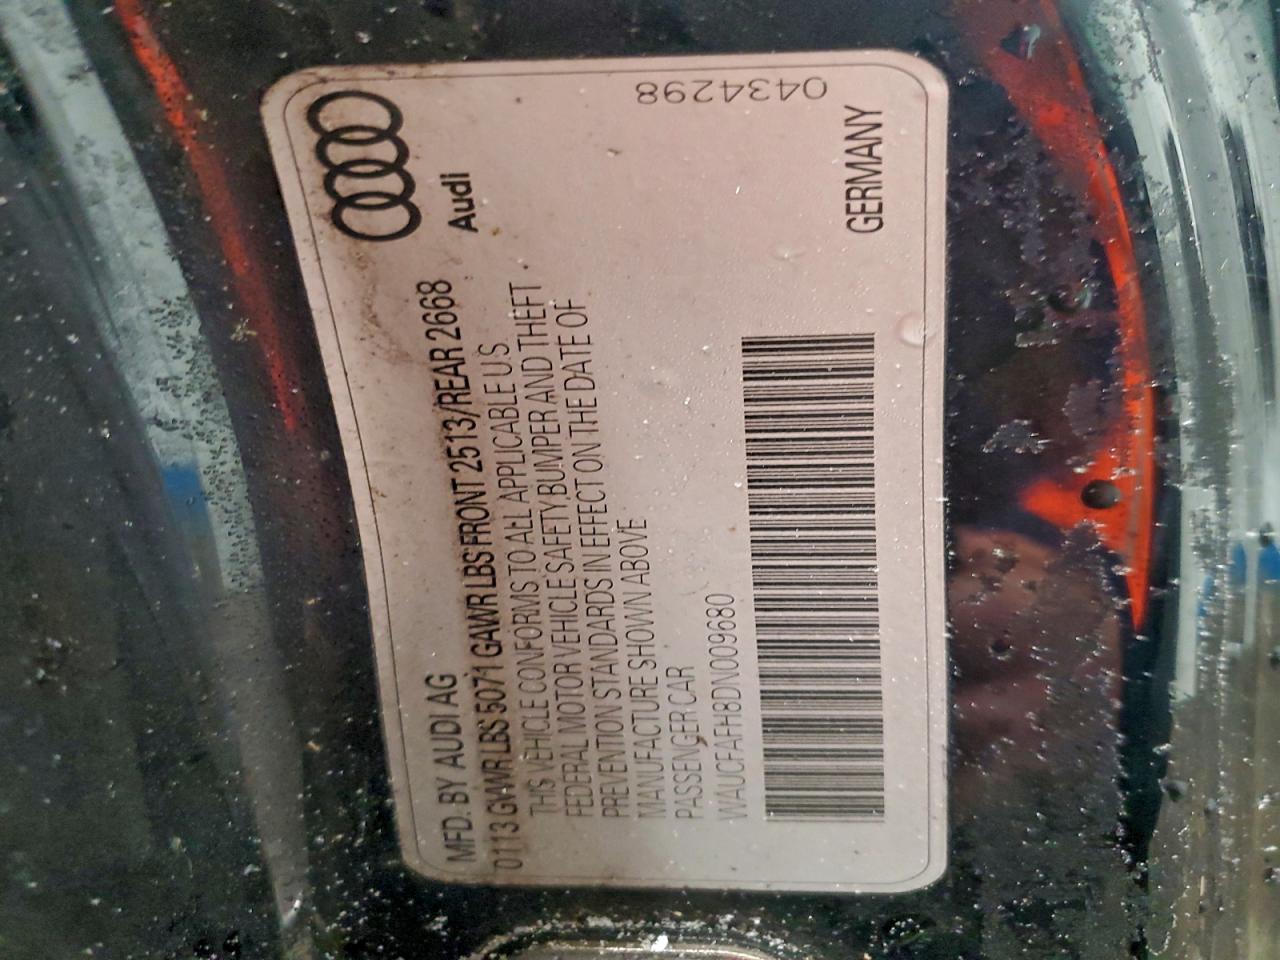 MFD. BY AUDI AG
0113 GVWR LBS 5071 GAWR LBS FRONT 2513/REAR 2668
THIS VEHICLE CONFORMS TO ALL APPLICABLE U.S.
FEDERAL MOTOR VEHICLE SAFETY, BUMPER AND THEFT
PREVENTION STANDARDS IN EFFECT ON THE DATE OF
MANUFACTURE SHOWN ABOVE
PASSENGER CAR
WAUCFAFH8DN009680
Audi
GERMANY
0434298